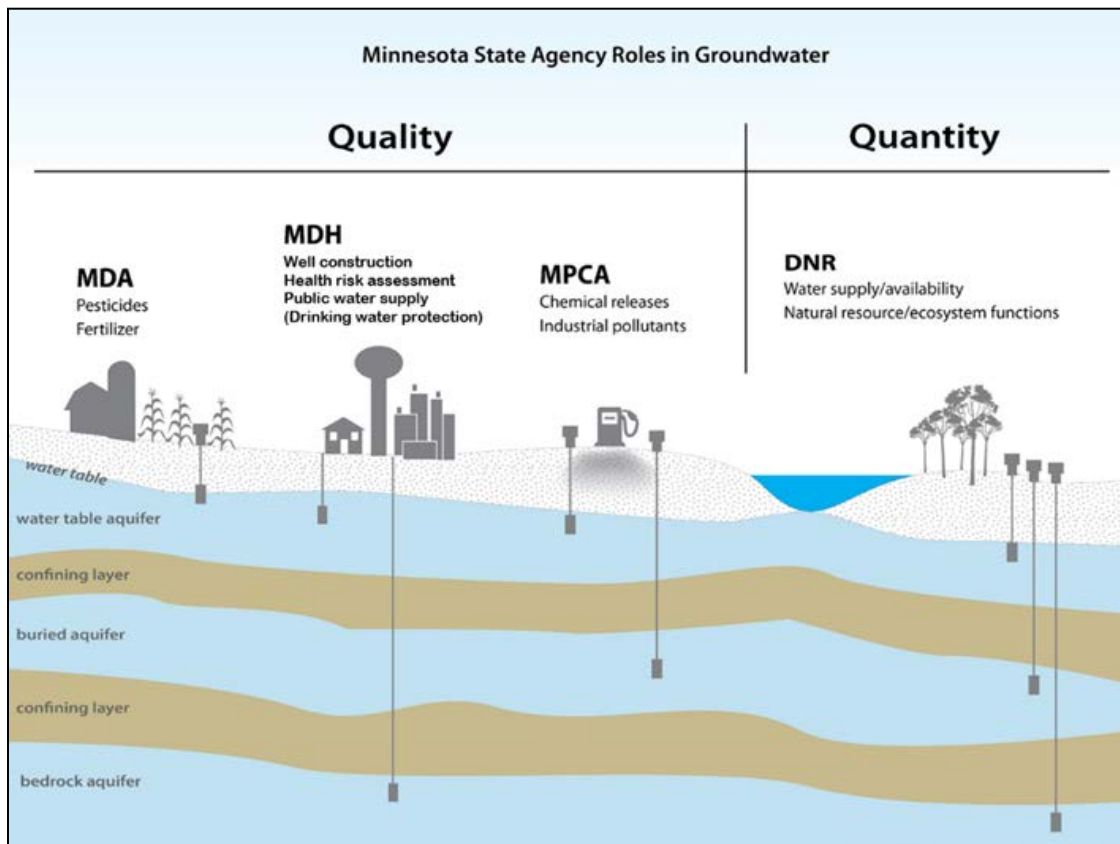 Minnesota State Agency Roles in Groundwater
Quality
Quantity
MDA
Pesticides
Fertilizer
MDH
Well construction
Health risk assessment
Public water supply
(Drinking water protection)
MPCA
Chemical releases
Industrial pollutants
DNR
Water supply/availability
Natural resource/ecosystem functions
water table
water table aquifer
confining layer
buried aquifer
confining layer
bedrock aquifer